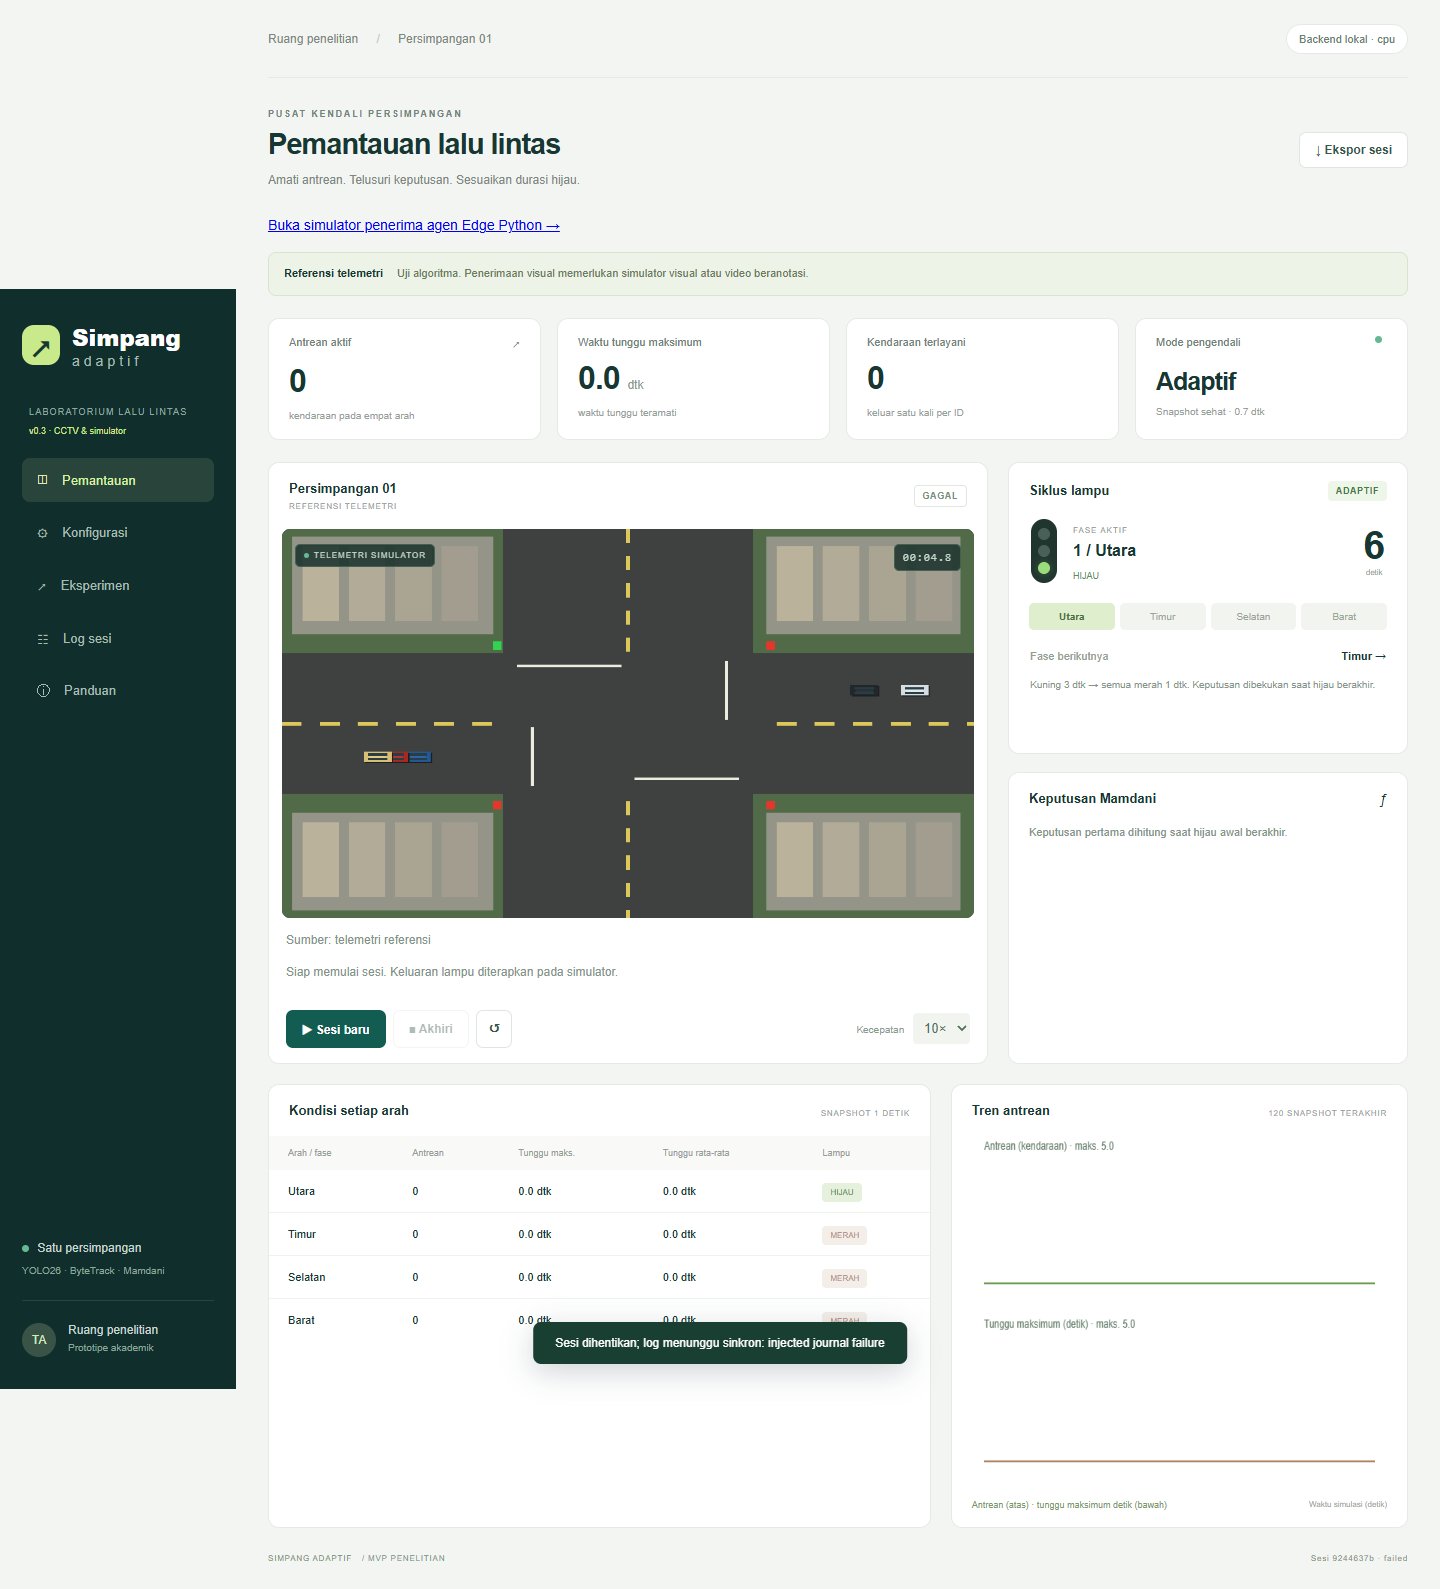 Ruang penelitian / Persimpangan 01
Backend lokal · cpu
PUSAT KENDALI PERSIMPANGAN
Pemantauan lalu lintas
Amati antrean. Telusuri keputusan. Sesuaikan durasi hijau.
↓ Ekspor sesi
Buka simulator penerima agen Edge Python →
Referensi telemetri Uji algoritma. Penerimaan visual memerlukan simulator visual atau video beranotasi.
Simpang
adaptif
LABORATORIUM LALU LINTAS
v0.3 · CCTV & simulator
Pemantauan
Konfigurasi
Eksperimen
Log sesi
Panduan
Satu persimpangan
YOLO26 · ByteTrack · Mamdani
TA
Ruang penelitian
Prototipe akademik
Antrean aktif
0
kendaraan pada empat arah
Waktu tunggu maksimum
0.0 dtk
waktu tunggu teramati
Kendaraan terlayani
0
keluar satu kali per ID
Mode pengendali
Adaptif
Snapshot sehat · 0.7 dtk
Persimpangan 01
REFERENSI TELEMETRI
GAGAL
TELEMETRI SIMULATOR
00:04.8
Sumber: telemetri referensi
Siap memulai sesi. Keluaran lampu diterapkan pada simulator.
▶ Sesi baru
■ Akhiri
↺
Kecepatan
10×
Siklus lampu
ADAPTIF
FASE AKTIF
1 / Utara
HIJAU
6
detik
Utara
Timur
Selatan
Barat
Fase berikutnya
Timur →
Kuning 3 dtk → semua merah 1 dtk. Keputusan dibekukan saat hijau berakhir.
Keputusan Mamdani
ƒ
Keputusan pertama dihitung saat hijau awal berakhir.
Kondisi setiap arah
SNAPSHOT 1 DETIK
Arah / fase Antrean Tunggu maks. Tunggu rata-rata Lampu
Utara 0 0.0 dtk 0.0 dtk HIJAU
Timur 0 0.0 dtk 0.0 dtk MERAH
Selatan 0 0.0 dtk 0.0 dtk MERAH
Barat 0 0.0 dtk 0.0 dtk MERAH
Sesi dihentikan; log menunggu sinkron: injected journal failure
Tren antrean
120 SNAPSHOT TERAKHIR
Antrean (kendaraan) · maks. 5.0
Tunggu maksimum (detik) · maks. 5.0
Antrean (atas) · tunggu maksimum detik (bawah)
Waktu simulasi (detik)
SIMPANG ADAPTIF / MVP PENELITIAN
Sesi 9244637b · failed